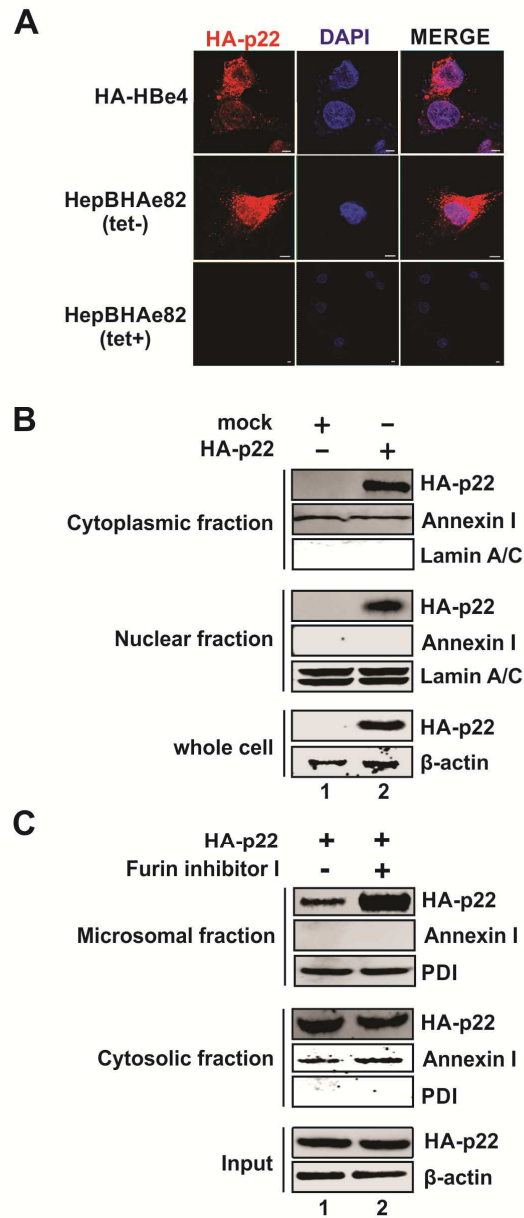 A
HA-p22 DAPI MERGE
HA-HBe4
HepBHAe82
(tet-)
HepBHAe82
(tet+)
B
mock + –
HA-p22 – +
Cytoplasmic fraction
HA-p22
Annexin I
Lamin A/C
Nuclear fraction
HA-p22
Annexin I
Lamin A/C
whole cell
HA-p22
β-actin
1 2
C
HA-p22 + +
Furin inhibitor I - +
Microsomal fraction
HA-p22
Annexin I
PDI
Cytosolic fraction
HA-p22
Annexin I
PDI
Input
HA-p22
β-actin
1 2